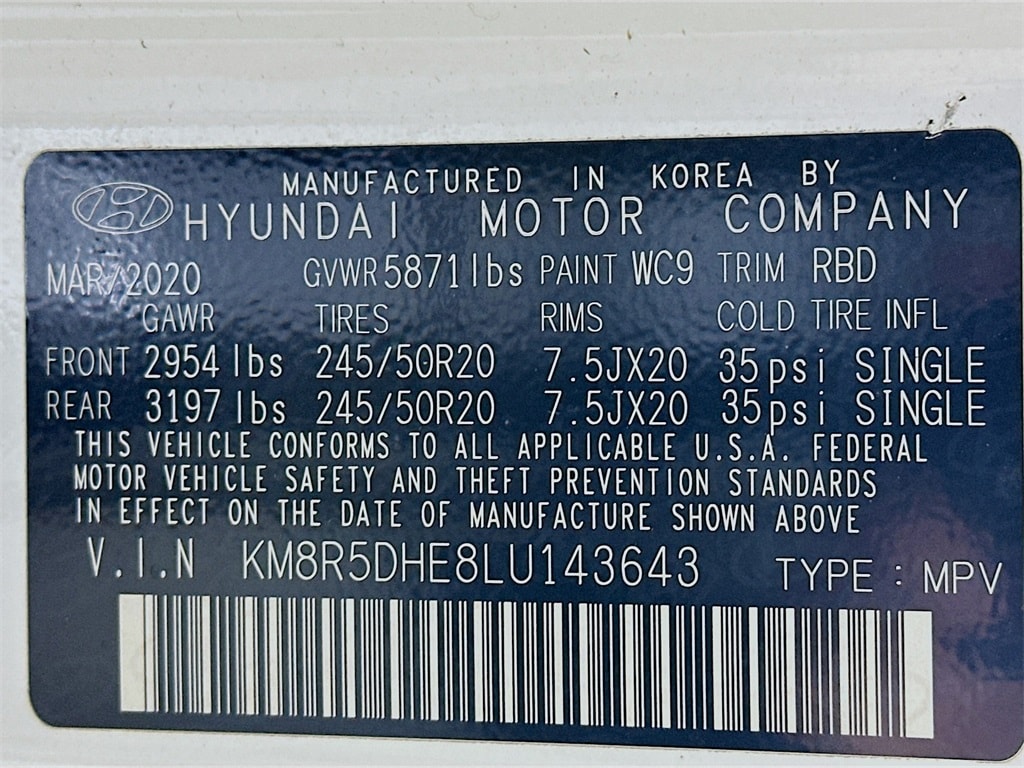 MANUFACTURED IN KOREA BY
HYUNDAI MOTOR COMPANY
MAR/2020 GVWR 5871lbs PAINT WC9 TRIM RBD
GAWR TIRES RIMS COLD TIRE INFL
FRONT 2954 lbs 245/50R20 7.5JX20 35psi SINGLE
REAR 3197 lbs 245/50R20 7.5JX20 35psi SINGLE
THIS VEHICLE CONFORMS TO ALL APPLICABLE U.S.A. FEDERAL
MOTOR VEHICLE SAFETY AND THEFT PREVENTION STANDARDS
IN EFFECT ON THE DATE OF MANUFACTURE SHOWN ABOVE
V.I.N KM8R5DHE8LU143643 TYPE : MPV